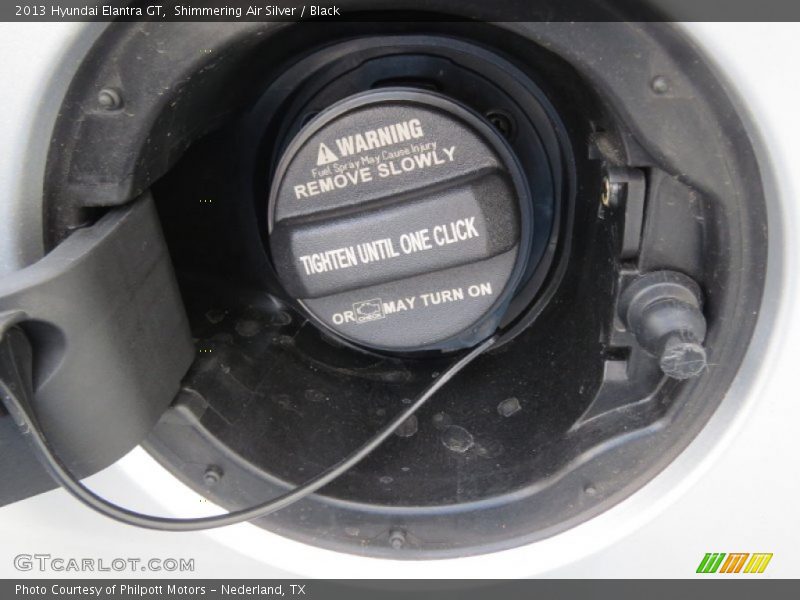 2013 Hyundai Elantra GT, Shimmering Air Silver / Black
WARNING
Fuel Spray May Cause Injury
REMOVE SLOWLY
TIGHTEN UNTIL ONE CLICK
OR CHECK MAY TURN ON
GTCARLOT.COM
Photo Courtesy of Philpott Motors - Nederland, TX